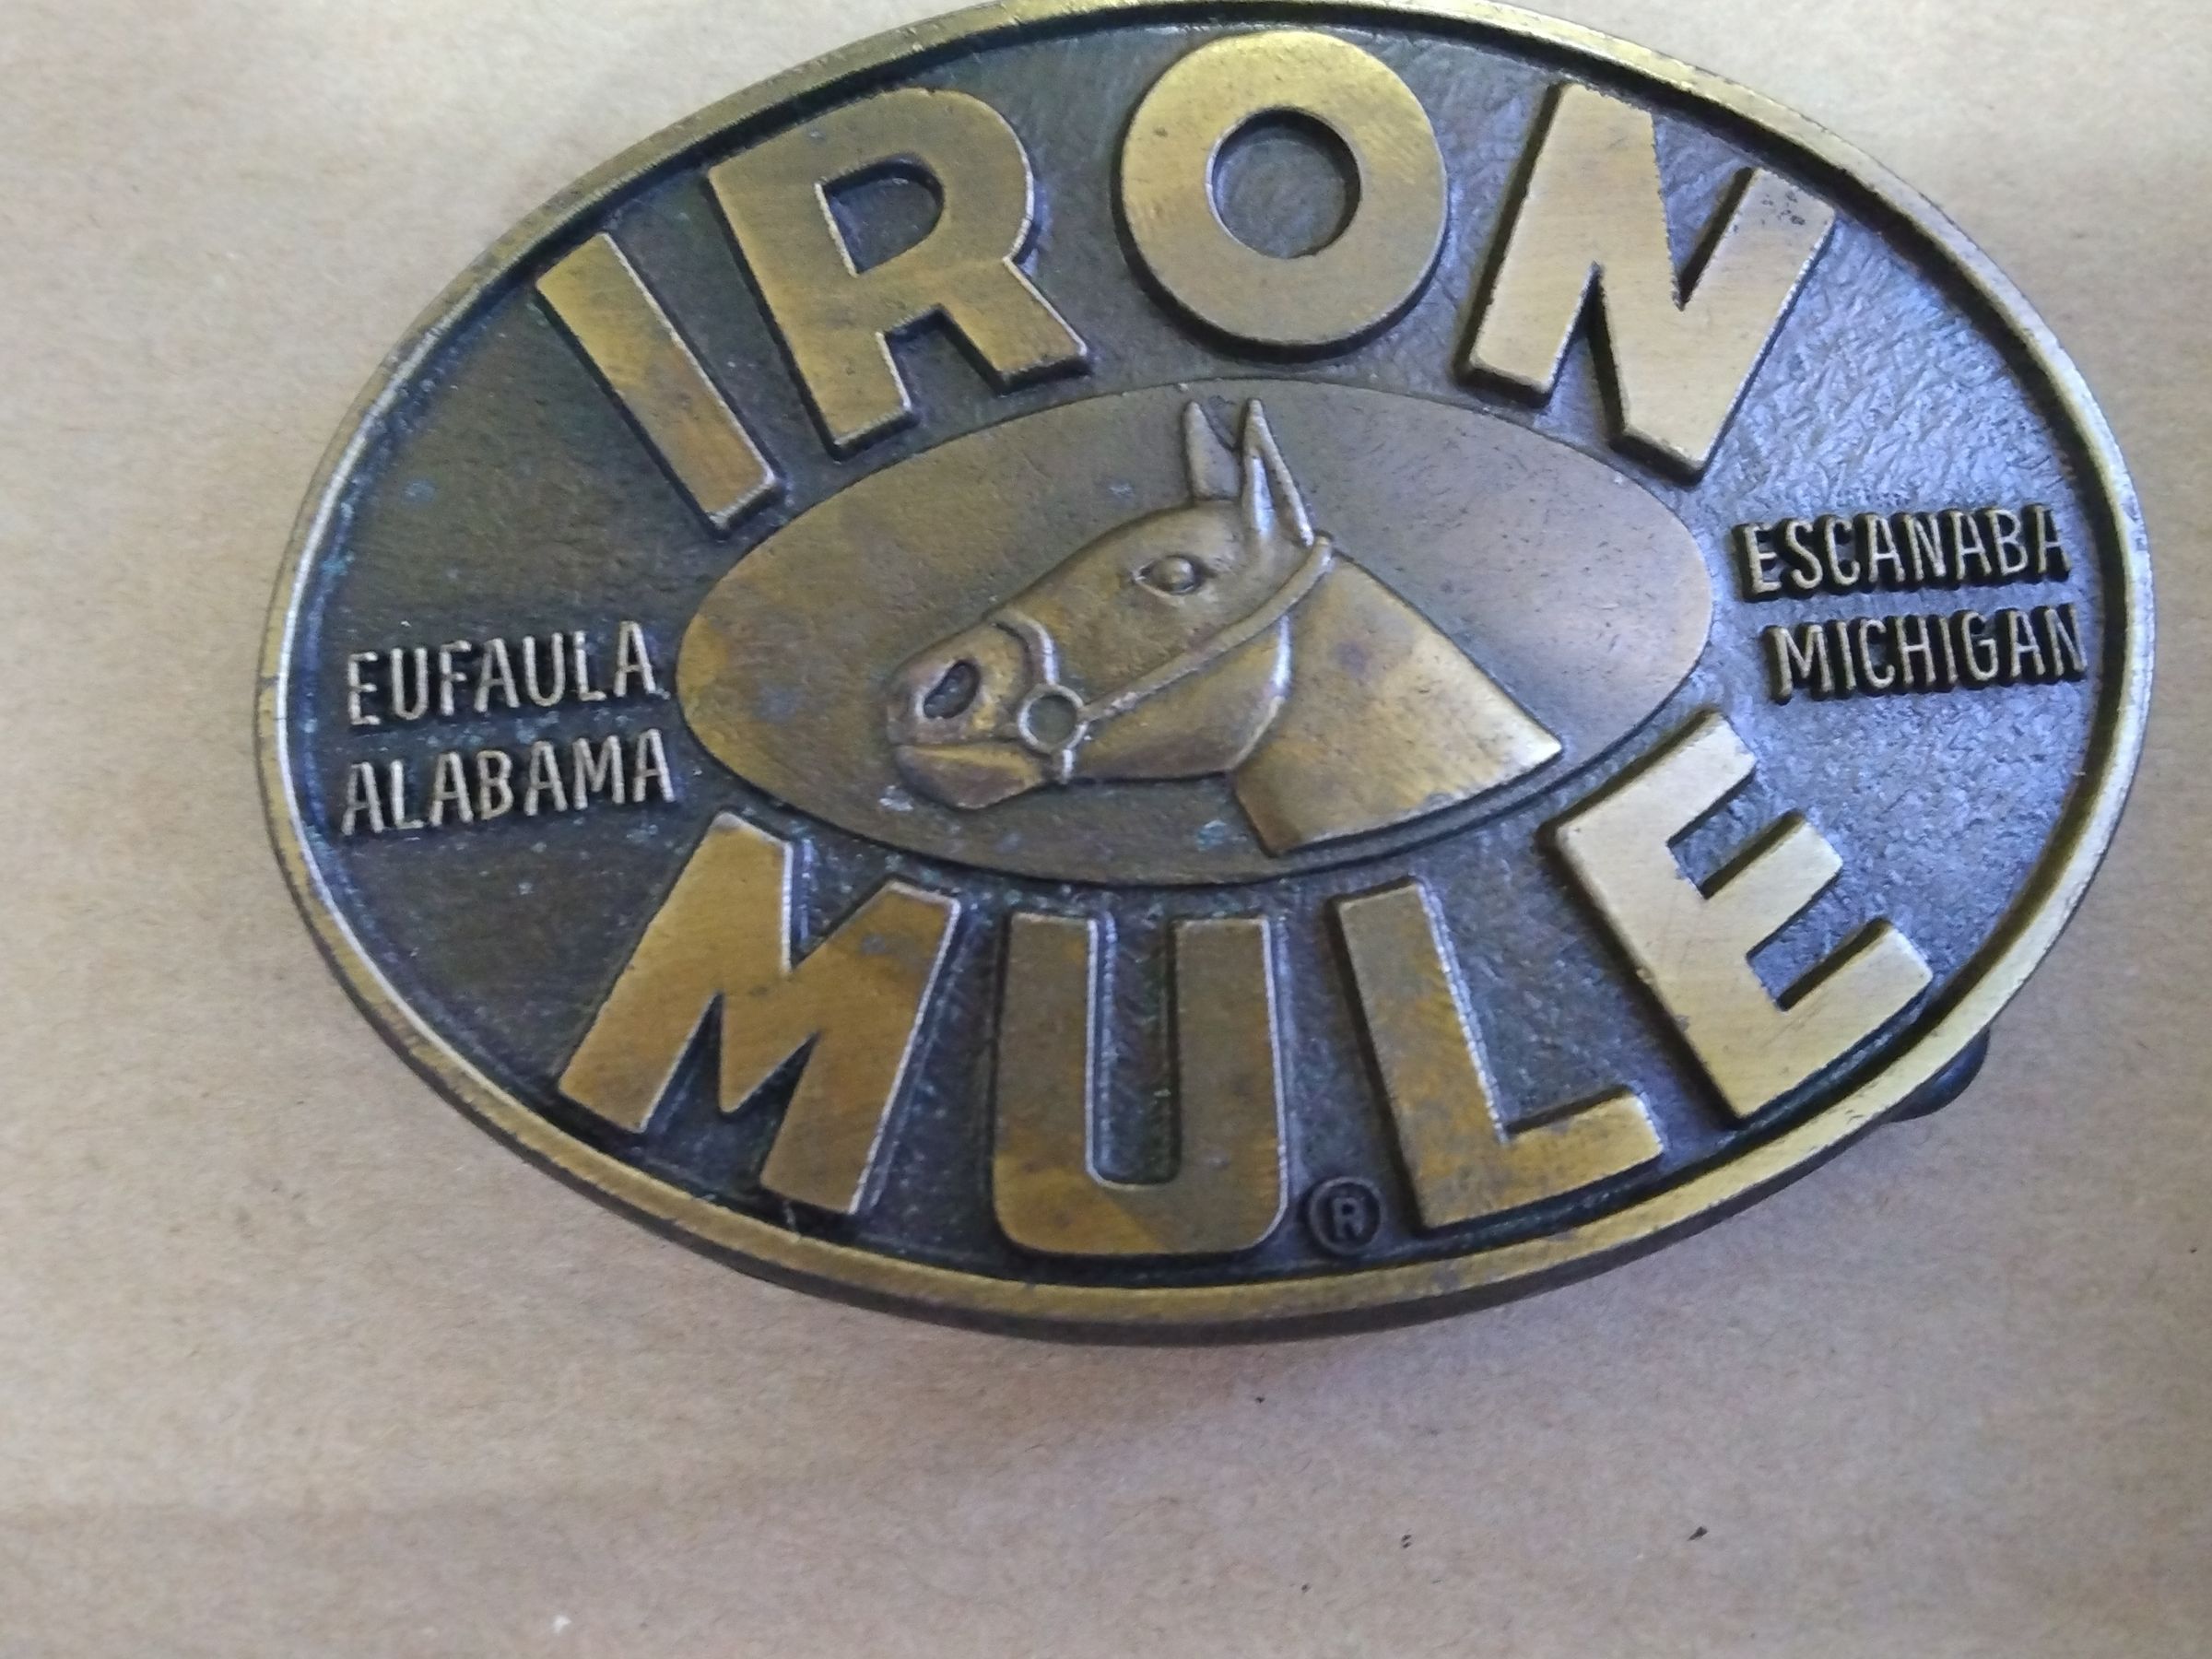 IRON
EUFAULA
ALABAMA
ESCANABA
MICHIGAN
MULE
®